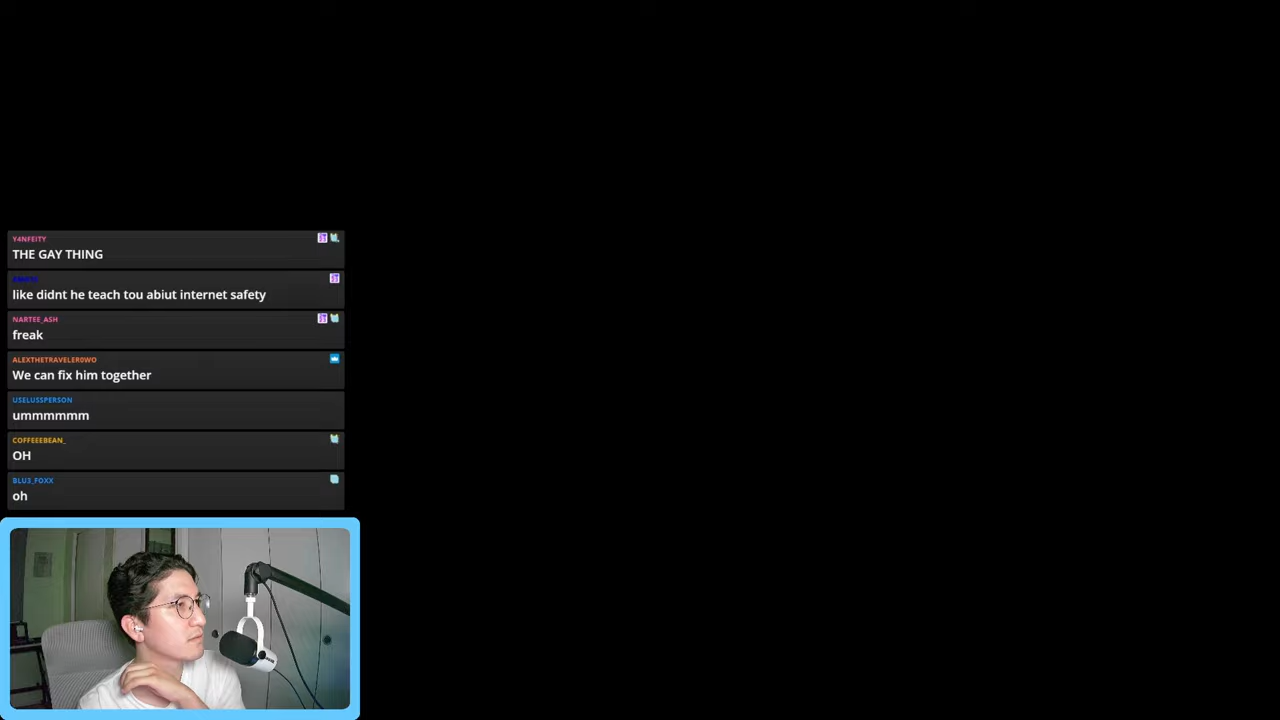 Y4NFEITY
THE GAY THING
like didnt he teach tou abiut internet safety
NARTEE_ASH
freak
ALEXTHETRAVELER0WO
We can fix him together
USELUSSPERSON
ummmmmm
COFFEEEBEAN_
OH
BLU3_FOXX
oh